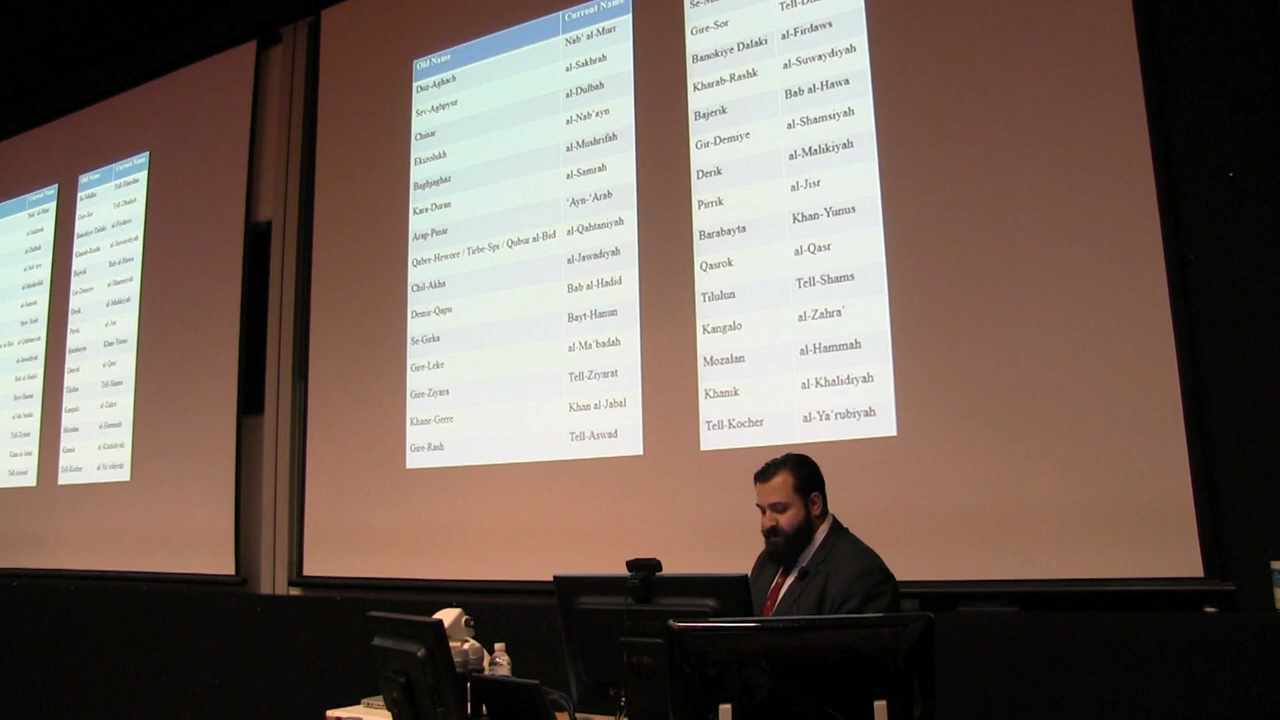 Old Name Current Name
Duz-Aghach Nab' al-Murr
Sev-Aghpyur al-Sakhrah
Chinar al-Dulbah
Ekizolukh al-Nab'ayn
Baghjaghaz al-Mushrifah
Kara-Duran al-Samrah
Arap-Pinar 'Ayn-'Arab
Qabre-Hewore / Tirbe-Spi / Qubur al-Bid al-Qahtaniyah
Chil-Akha al-Jawadiyah
Demir-Qapu Bab al-Hadid
Se-Girka Bayt-Hanun
Gire-Leke al-Ma'badah
Gire-Ziyara Tell-Ziyarat
Khane-Gerre Khan al-Jabal
Gire-Rash Tell-Aswad
Gire-Sor
Banokiye Dalaki al-Firdaws
Kharab-Rashk al-Suwaydiyah
Bajerik Bab al-Hawa
Gir-Demiye al-Shamsiyah
Derik al-Malikiyah
Pirrik al-Jisr
Barabayta Khan-Yunus
Qasrok al-Qasr
Tilulun Tell-Shams
Kangalo al-Zahra'
Mozalan al-Hammah
Khanik al-Khalidiyah
Tell-Kocher al-Ya'rubiyah